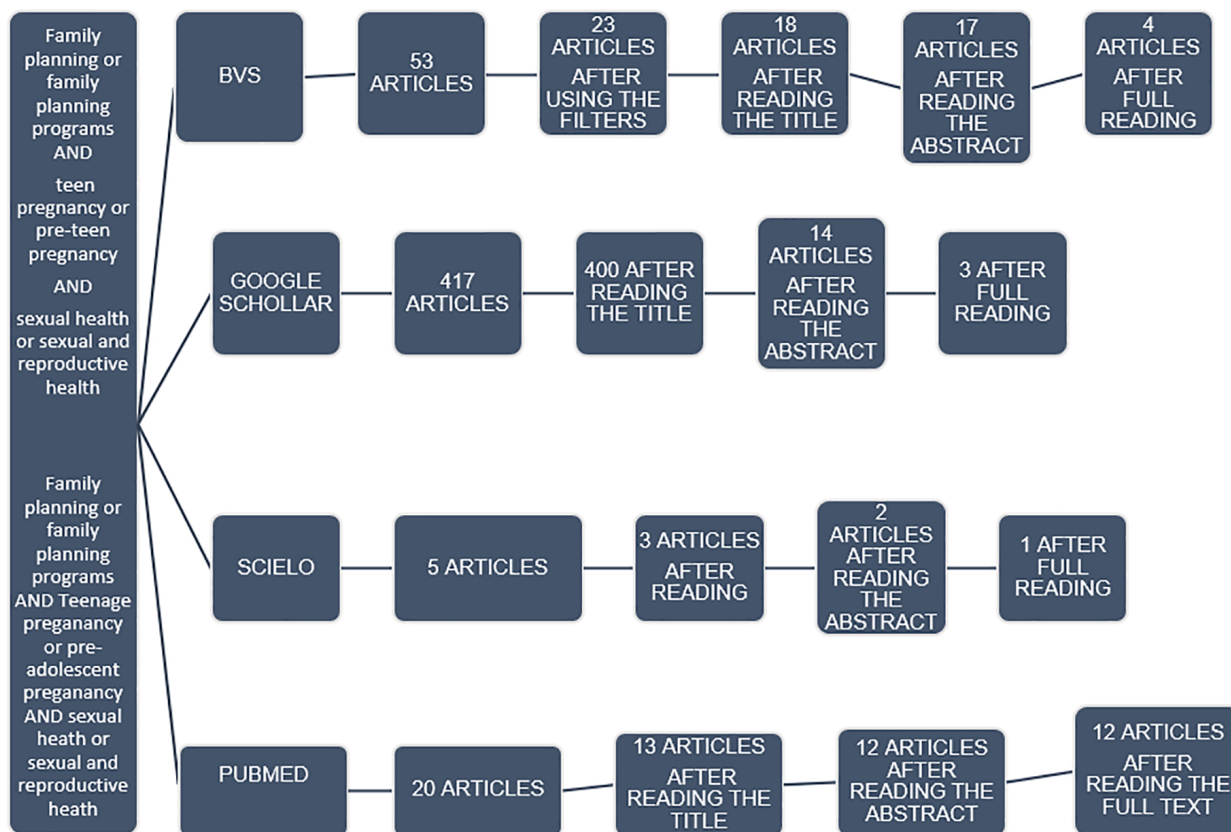 Family
planning or
family
planning
programs
AND
teen
pregnancy or
pre-teen
pregnancy
AND
sexual health
or sexual and
reproductive
health
Family
planning or
family
planning
programs
AND Teenage
preganancy
or pre-
adolescent
preganancy
AND sexual
heath or
sexual and
reproductive
heath
BVS
53
ARTICLES
23
ARTICLES
AFTER
USING THE
FILTERS
18
ARTICLES
AFTER
READING
THE TITLE
17
ARTICLES
AFTER
READING
THE
ABSTRACT
4
ARTICLES
AFTER
FULL
READING
GOOGLE
SCHOLLAR
417
ARTICLES
400 AFTER
READING
THE TITLE
14
ARTICLES
AFTER
READING
THE
ABSTRACT
3 AFTER
FULL
READING
SCIELO
5 ARTICLES
3 ARTICLES
AFTER
READING
2
ARTICLES
AFTER
READING
THE
ABSTRACT
1 AFTER
FULL
READING
PUBMED
20 ARTICLES
13 ARTICLES
AFTER
READING THE
TITLE
12 ARTICLES
AFTER
READING THE
ABSTRACT
12 ARTICLES
AFTER
READING THE
FULL TEXT